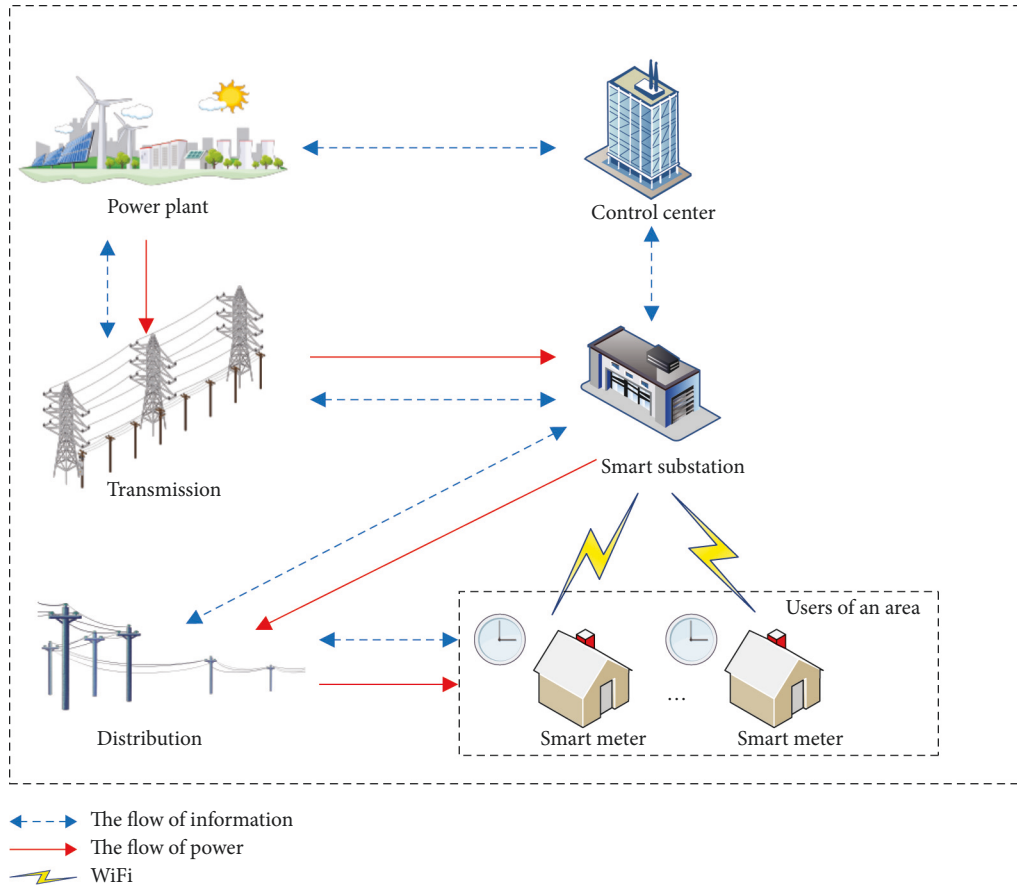 Power plant
Control center
Transmission
Smart substation
Users of an area
...
Distribution
Smart meter
Smart meter
The flow of information
The flow of power
WiFi